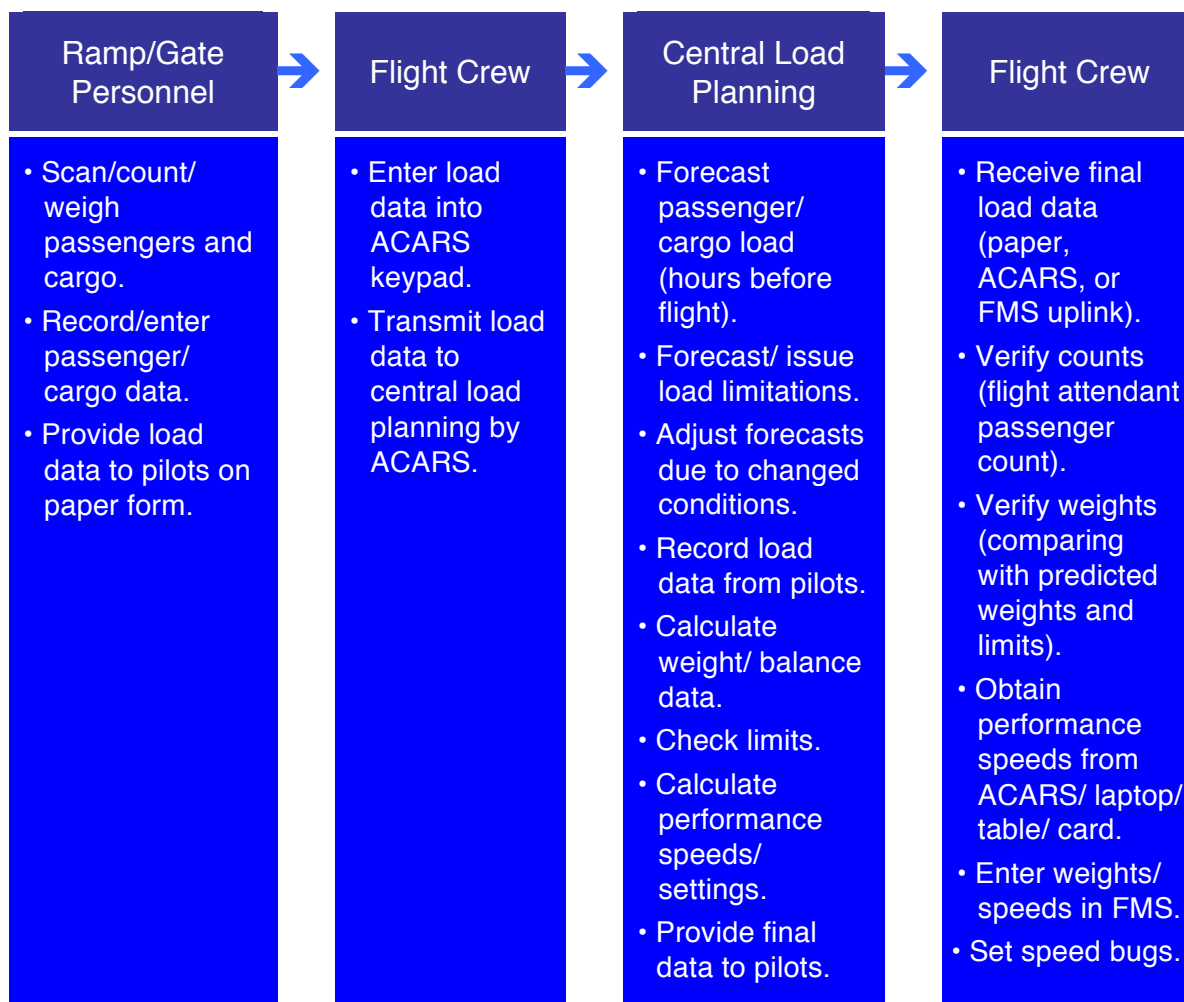 Ramp/Gate
Personnel
Flight Crew
Central Load
Planning
Flight Crew
• Scan/count/
weigh
passengers and
cargo.
• Record/enter
passenger/
cargo data.
• Provide load
data to pilots on
paper form.
• Enter load
data into
ACARS
keypad.
• Transmit load
data to
central load
planning by
ACARS.
• Forecast
passenger/
cargo load
(hours before
flight).
• Forecast/ issue
load limitations.
• Adjust forecasts
due to changed
conditions.
• Record load
data from pilots.
• Calculate
weight/ balance
data.
• Check limits.
• Calculate
performance
speeds/
settings.
• Provide final
data to pilots.
• Receive final
load data
(paper,
ACARS, or
FMS uplink).
• Verify counts
(flight attendant
passenger
count).
• Verify weights
(comparing
with predicted
weights and
limits).
• Obtain
performance
speeds from
ACARS/ laptop/
table/ card.
• Enter weights/
speeds in FMS.
• Set speed bugs.